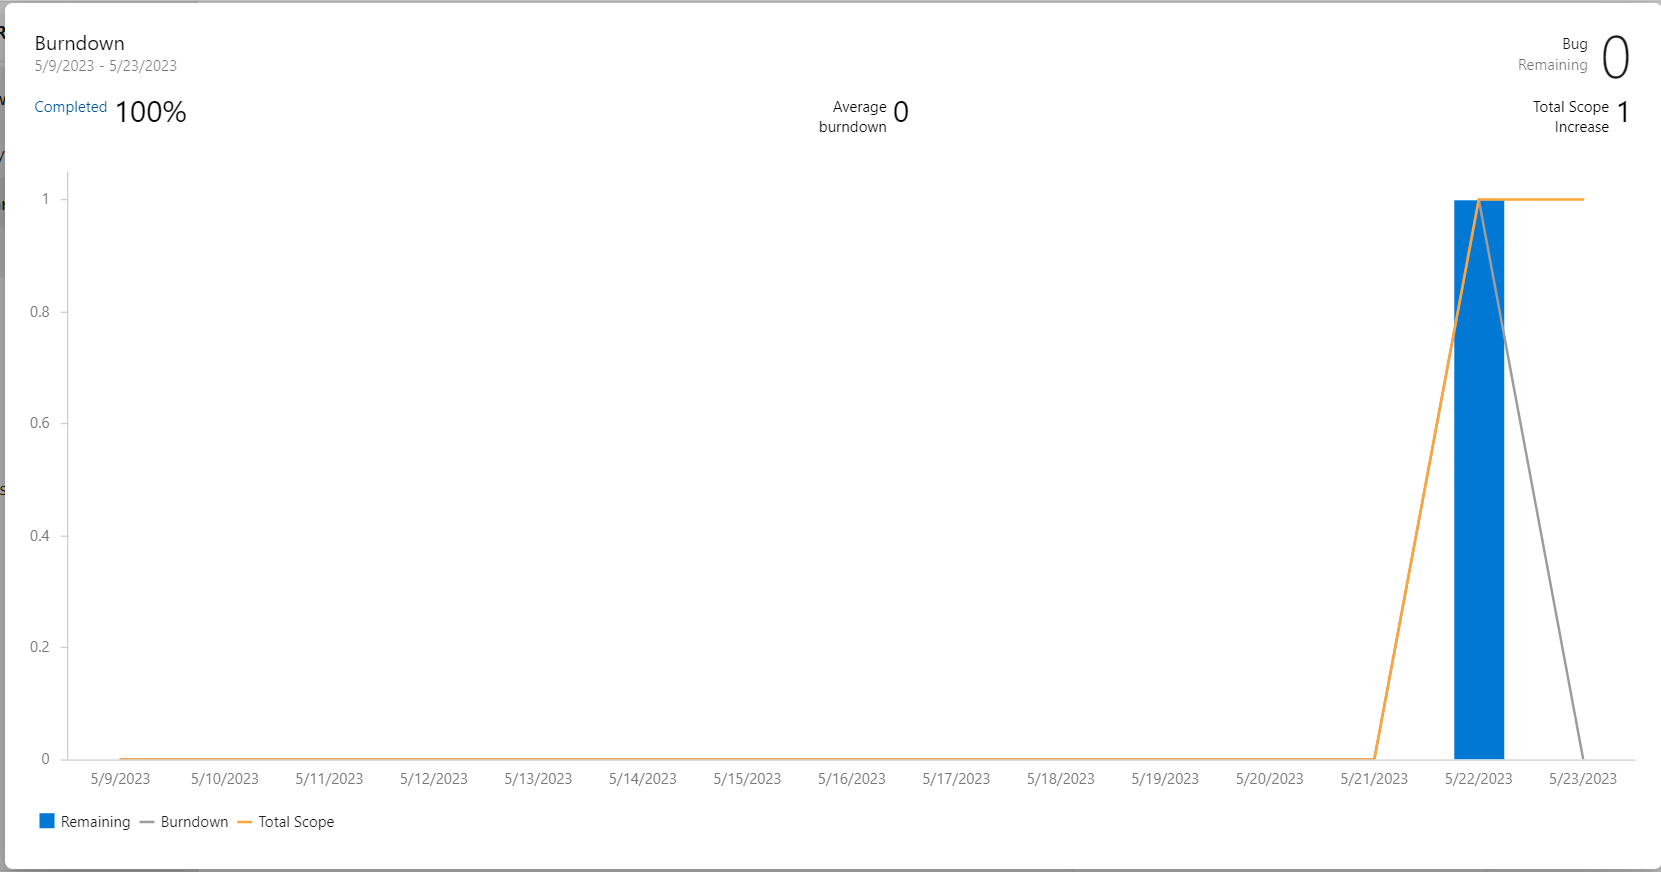 Burndown
5/9/2023 - 5/23/2023
Bug
Remaining
0
Completed 100%
Average
burndown
0
Total Scope
Increase
1
1
0.8
0.6
0.4
0.2
0
5/9/2023 5/10/2023 5/11/2023 5/12/2023 5/13/2023 5/14/2023 5/15/2023 5/16/2023 5/17/2023 5/18/2023 5/19/2023 5/20/2023 5/21/2023 5/22/2023 5/23/2023
Remaining Burndown Total Scope